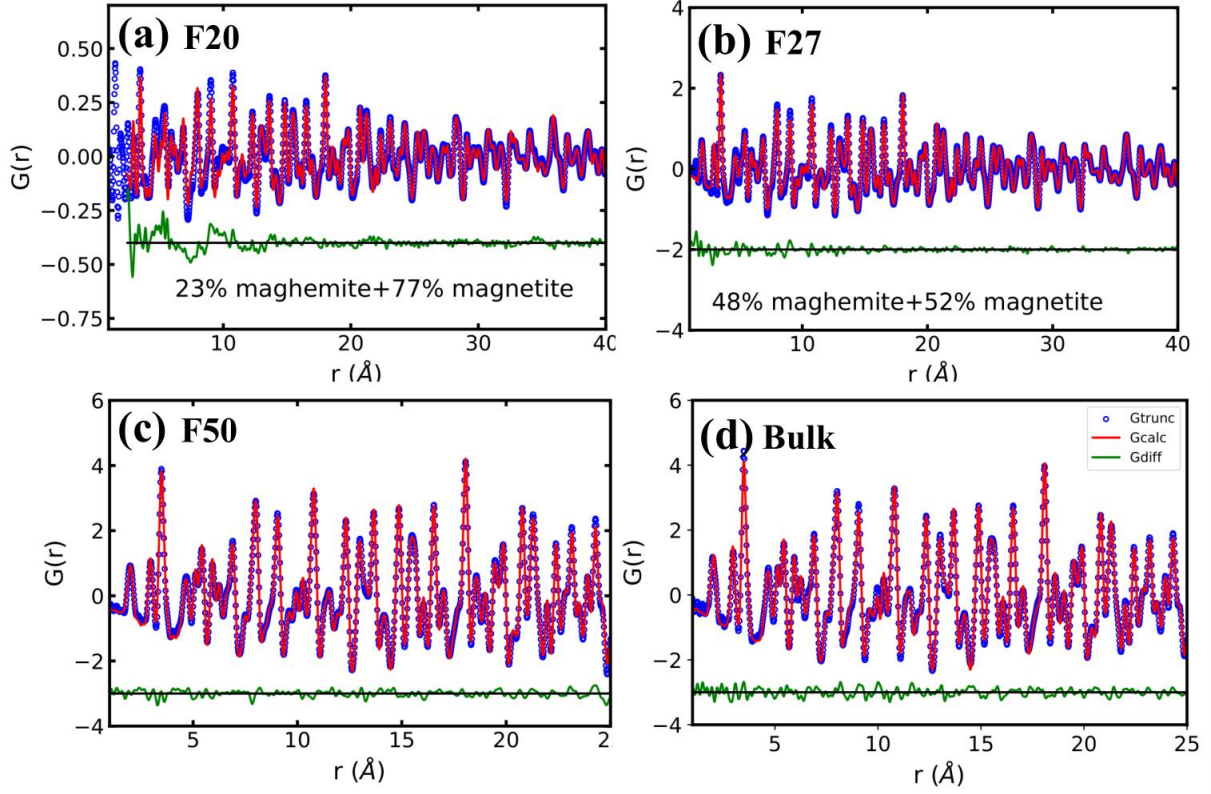 (a) F20
0.50
0.25
0.00
−0.25
−0.50
−0.75
G(r)
23% maghemite+77% magnetite
10 20 30 40
r (Å)
(b) F27
4
2
0
−2
−4
G(r)
48% maghemite+52% magnetite
10 20 30 40
r (Å)
(c) F50
6
4
2
0
−2
−4
G(r)
5 10 15 20 2
r (Å)
(d) Bulk
Gtrunc
Gcalc
Gdiff
6
4
2
0
−2
−4
G(r)
5 10 15 20 25
r (Å)